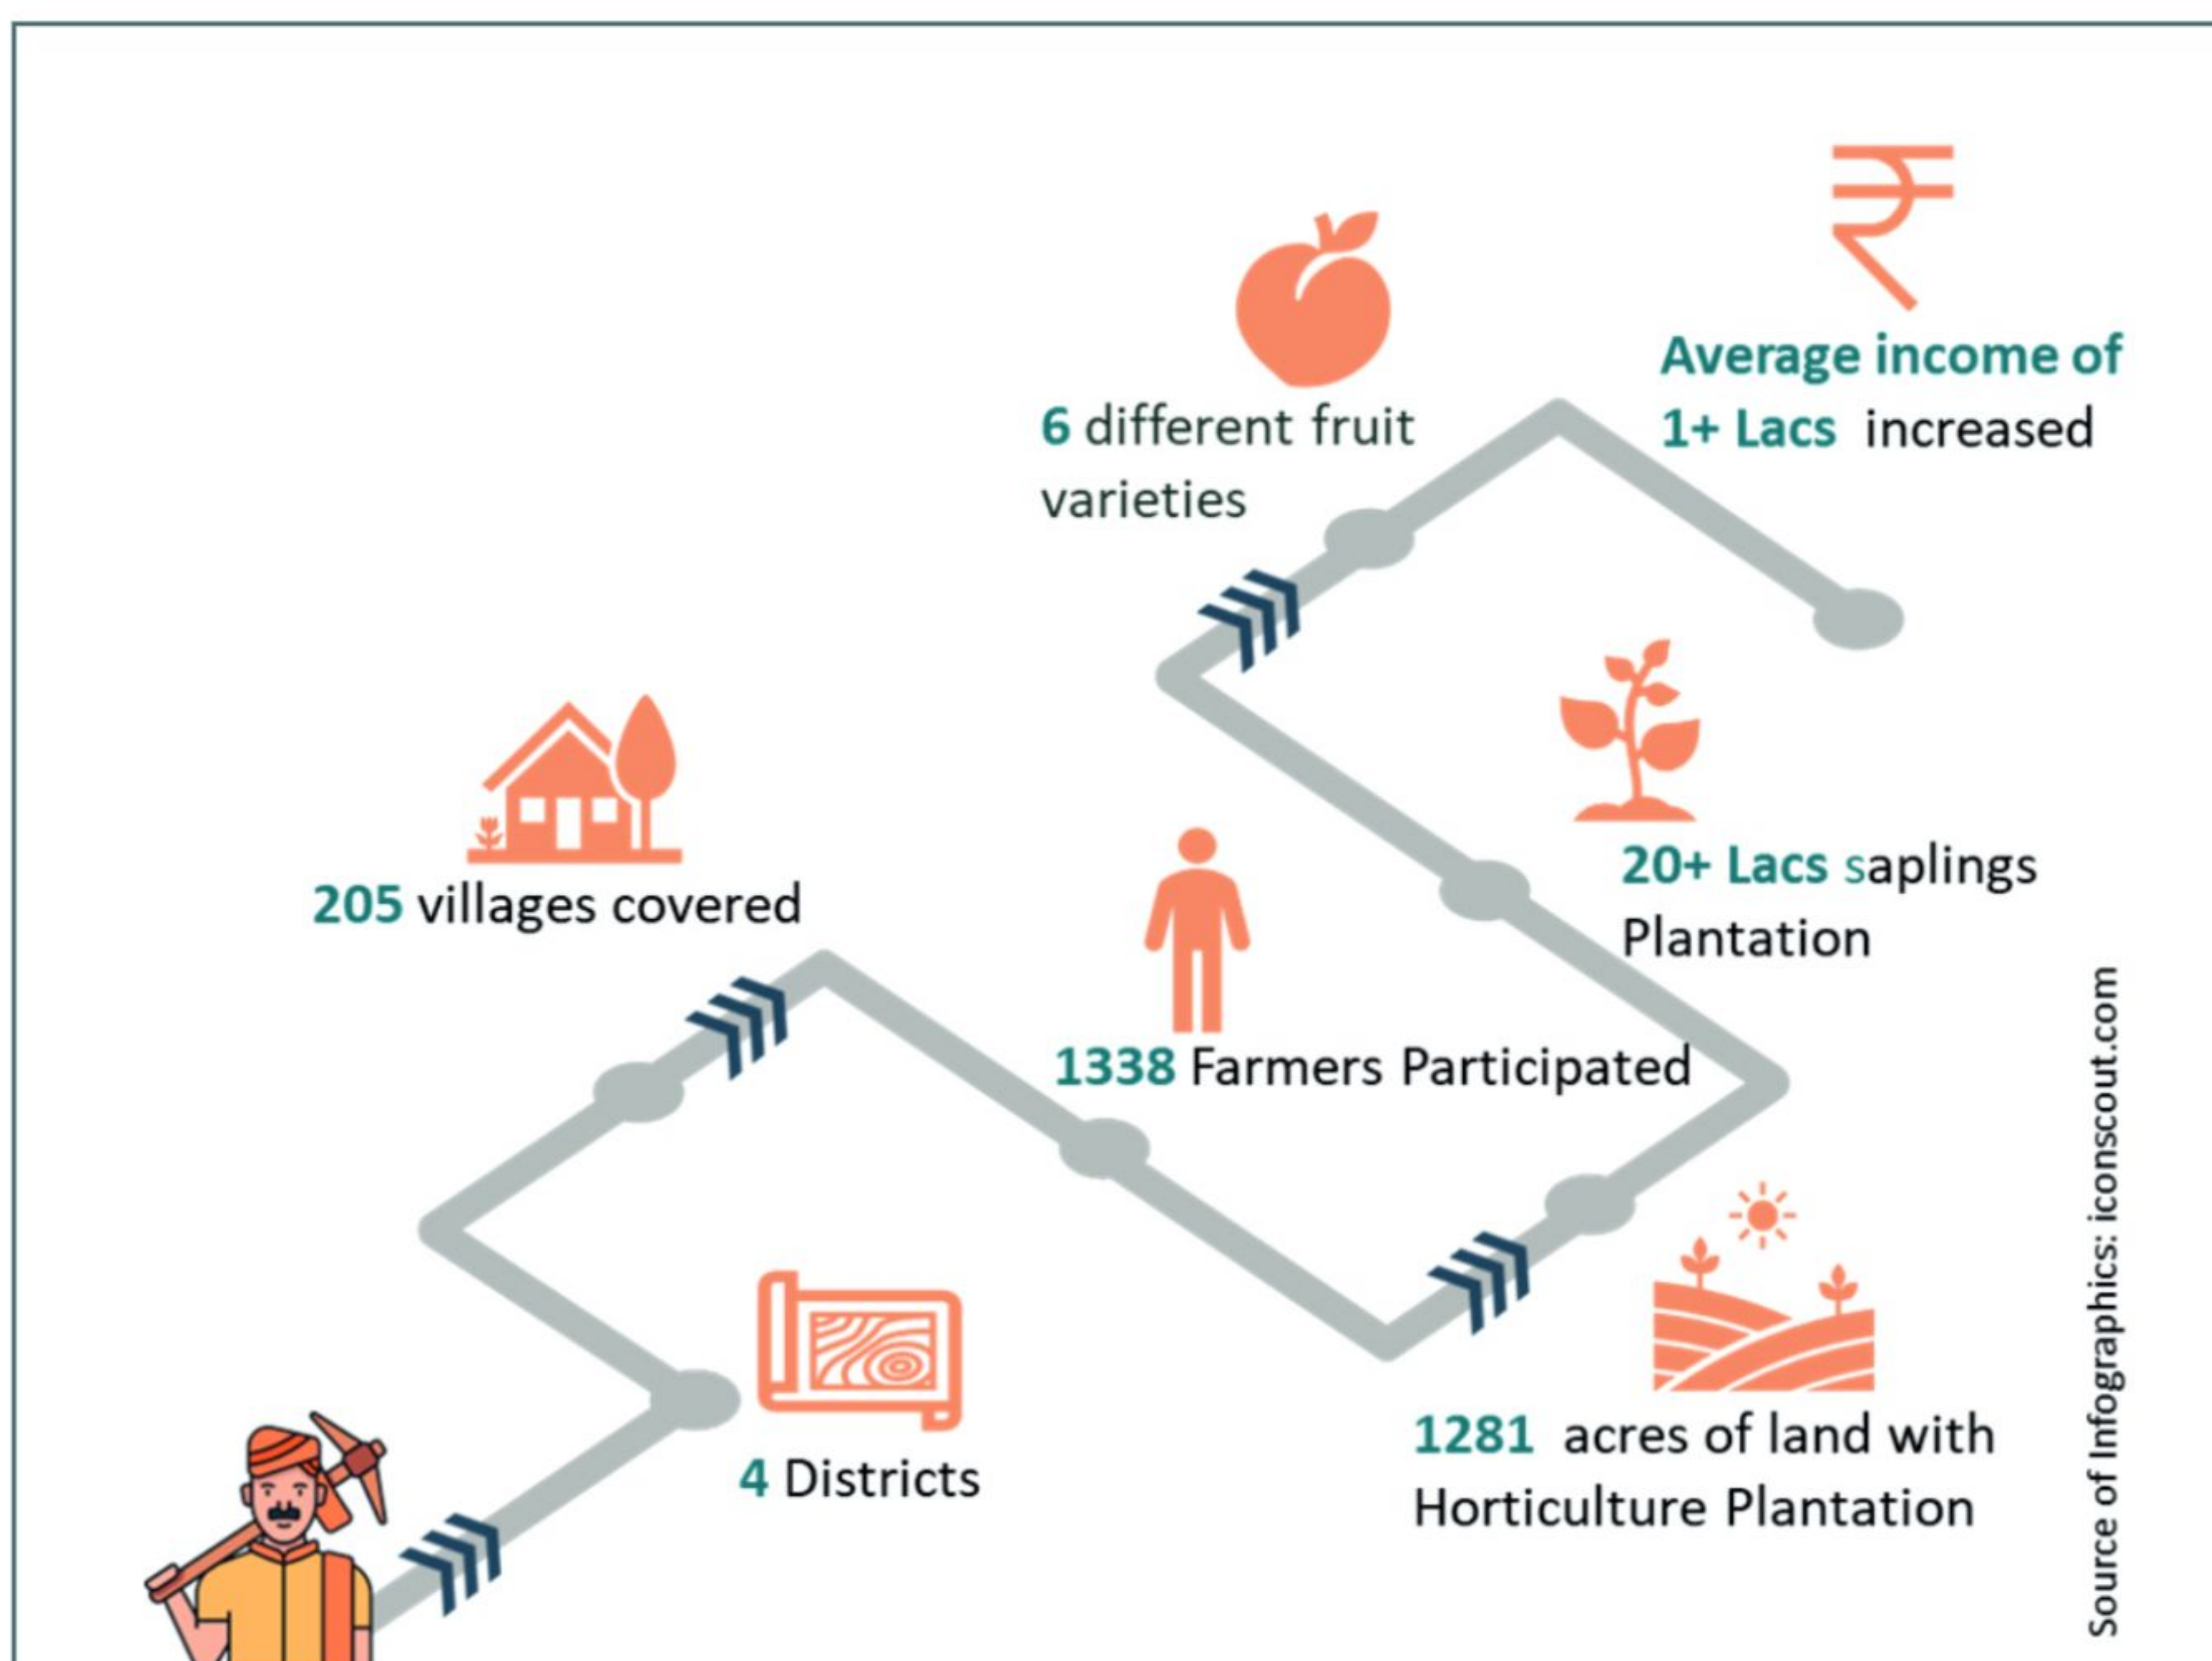 Average income of
1+ Lacs increased
6 different fruit
varieties
20+ Lacs saplings
Plantation
205 villages covered
1338 Farmers Participated
4 Districts
1281 acres of land with
Horticulture Plantation
Source of Infographics: iconscout.com